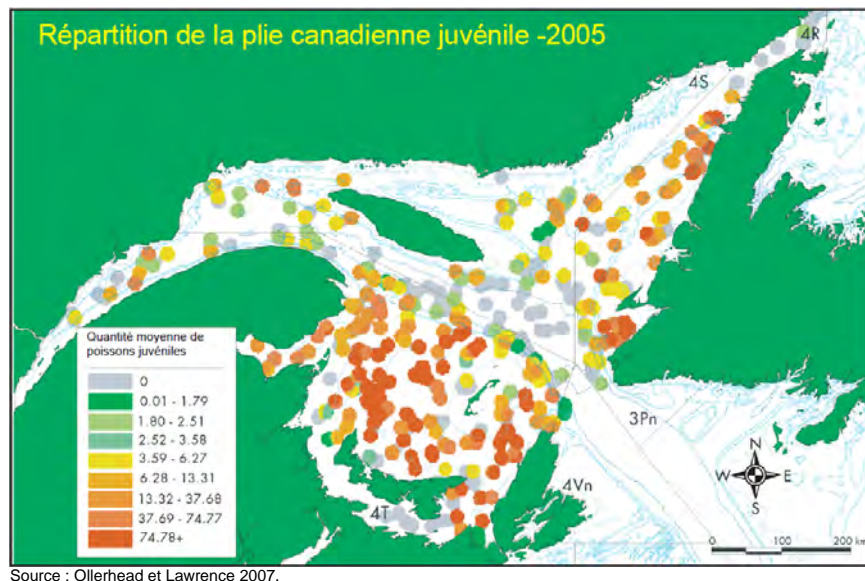 Répartition de la plie canadienne juvénile -2005
4R
4S
Quantité moyenne de
poissons juvéniles
0
0.01 - 1.79
1.80 - 2.51
2.52 - 3.58
3.59 - 6.27
6.28 - 13.31
13.32 - 37.68
37.69 - 74.77
74.78+
3Pn
4Vn
4T
N
W
E
S
0 100 200 km
Source : Ollerhead et Lawrence 2007.